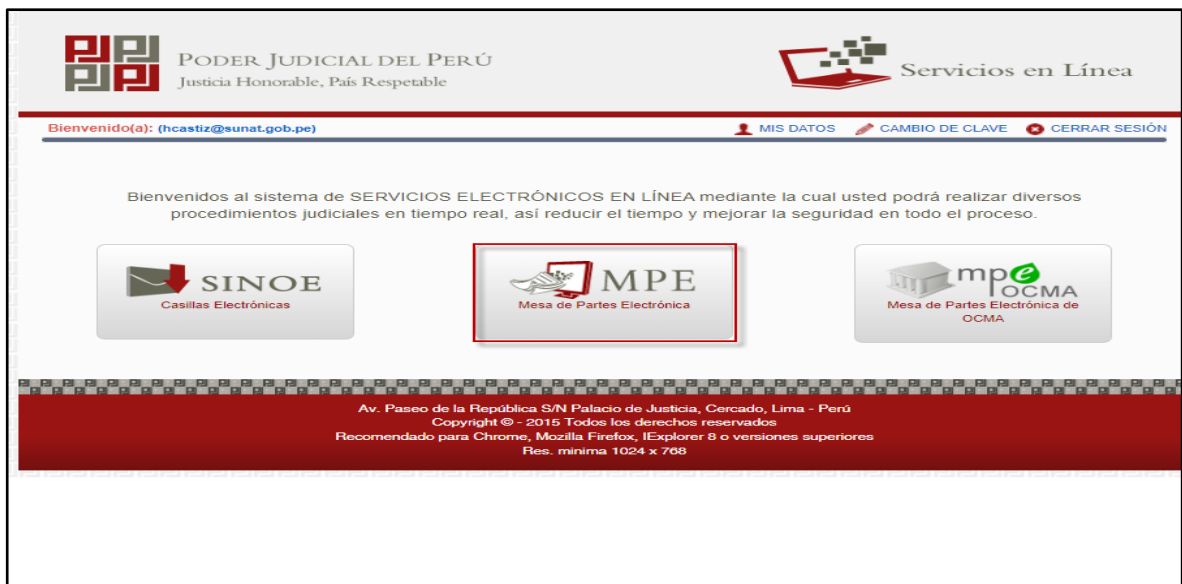 PODER JUDICIAL DEL PERÚ
Justicia Honorable, País Respetable
Servicios en Línea
Bienvenido(a): (hcastiz@sunat.gob.pe)
MIS DATOS CAMBIO DE CLAVE CERRAR SESIÓN
Bienvenidos al sistema de SERVICIOS ELECTRÓNICOS EN LÍNEA mediante la cual usted podrá realizar diversos
procedimientos judiciales en tiempo real, así reducir el tiempo y mejorar la seguridad en todo el proceso.
SINOE
Casillas Electrónicas
MPE
Mesa de Partes Electrónica
mpe
OCMA
Mesa de Partes Electrónica de
OCMA
Av. Paseo de la República S/N Palacio de Justicia, Cercado, Lima - Perú
Copyright © - 2015 Todos los derechos reservados
Recomendado para Chrome, Mozilla Firefox, IExplorer 8 o versiones superiores
Res. minima 1024 x 768